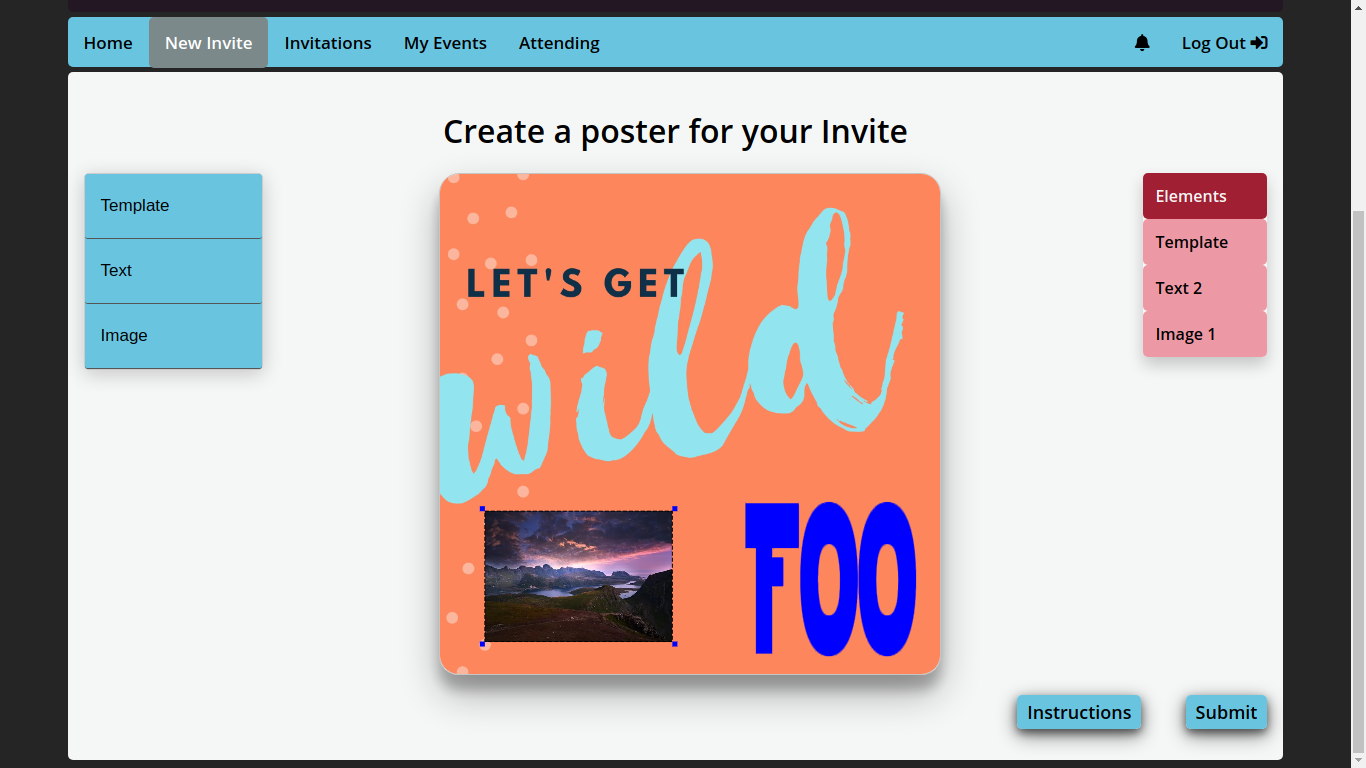 Home New Invite Invitations My Events Attending Log Out
Create a poster for your Invite
Template
Text
Image
LET'S GET
wild
FOO
Elements
Template
Text 2
Image 1
Instructions Submit